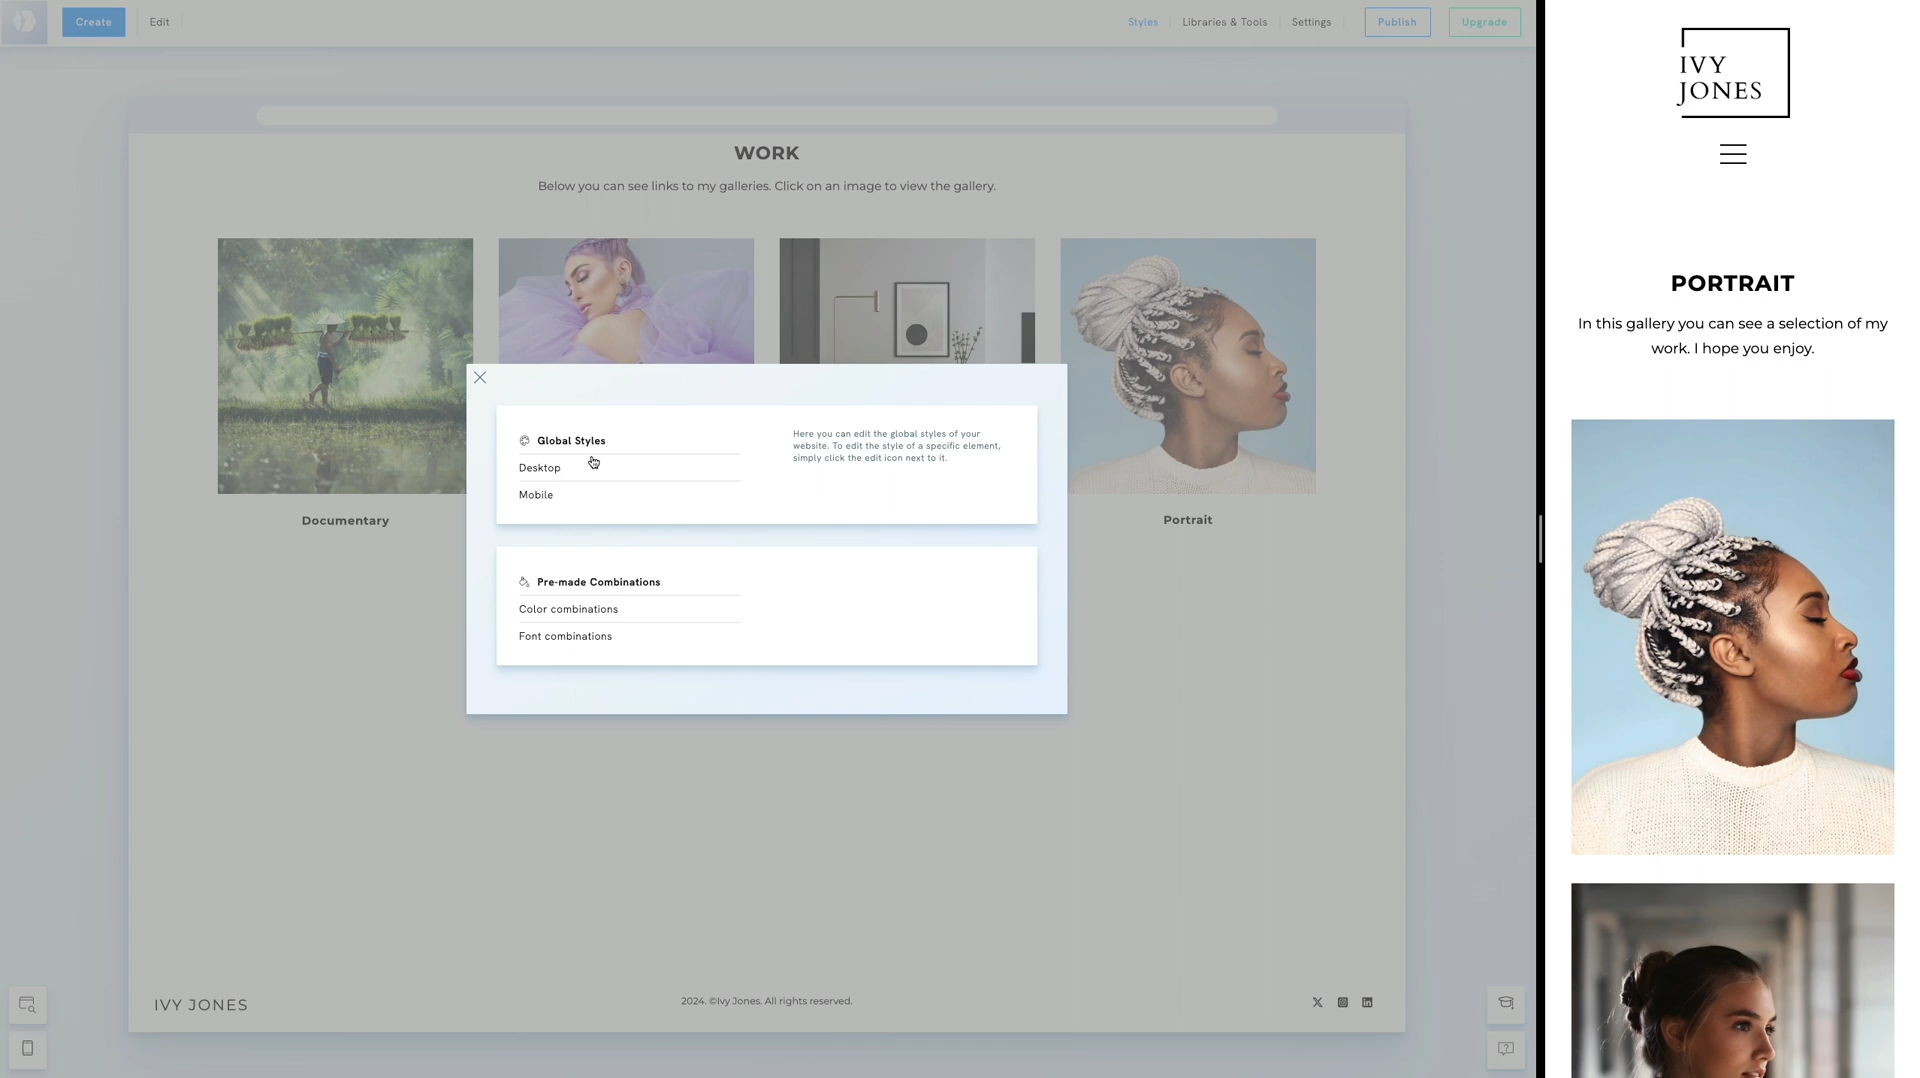 Create
Edit
Styles
Libraries & Tools
Settings
Publish
Upgrade
WORK
Below you can see links to my galleries. Click on an image to view the gallery.
Global Styles
Desktop
Mobile
Here you can edit the global styles of your
website. To edit the style of a specific element,
simply click the edit icon next to it.
Pre-made Combinations
Color combinations
Font combinations
Documentary
Portrait
IVY JONES
2024. ©Ivy Jones. All rights reserved.
IVY
JONES
PORTRAIT
In this gallery you can see a selection of my
work. I hope you enjoy.